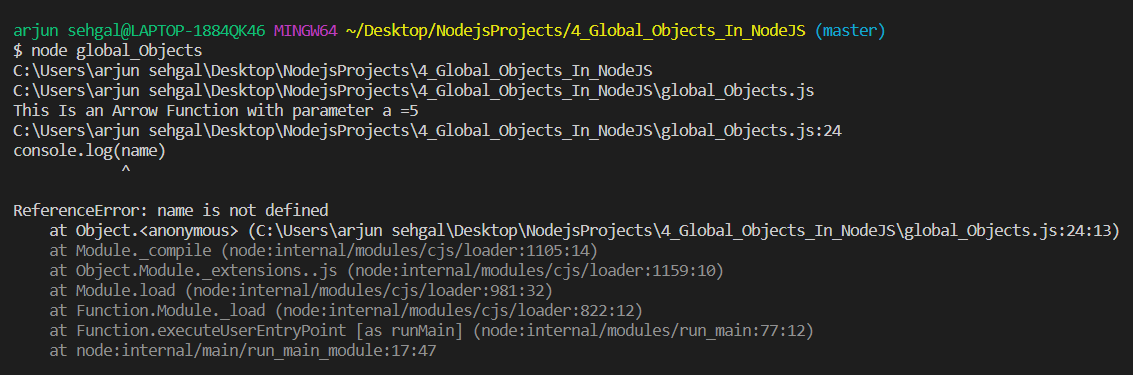 arjun sehgal@LAPTOP-1884QK46 MINGW64 ~/Desktop/NodejsProjects/4_Global_Objects_In_NodeJS (master)
$ node global_Objects
C:\Users\arjun sehgal\Desktop\NodejsProjects\4_Global_Objects_In_NodeJS
C:\Users\arjun sehgal\Desktop\NodejsProjects\4_Global_Objects_In_NodeJS\global_Objects.js
This Is an Arrow Function with parameter a =5
C:\Users\arjun sehgal\Desktop\NodejsProjects\4_Global_Objects_In_NodeJS\global_Objects.js:24
console.log(name)
            ^
ReferenceError: name is not defined
    at Object.<anonymous> (C:\Users\arjun sehgal\Desktop\NodejsProjects\4_Global_Objects_In_NodeJS\global_Objects.js:24:13)
    at Module._compile (node:internal/modules/cjs/loader:1105:14)
    at Object.Module._extensions..js (node:internal/modules/cjs/loader:1159:10)
    at Module.load (node:internal/modules/cjs/loader:981:32)
    at Function.Module._load (node:internal/modules/cjs/loader:822:12)
    at Function.executeUserEntryPoint [as runMain] (node:internal/modules/run_main:77:12)
    at node:internal/main/run_main_module:17:47